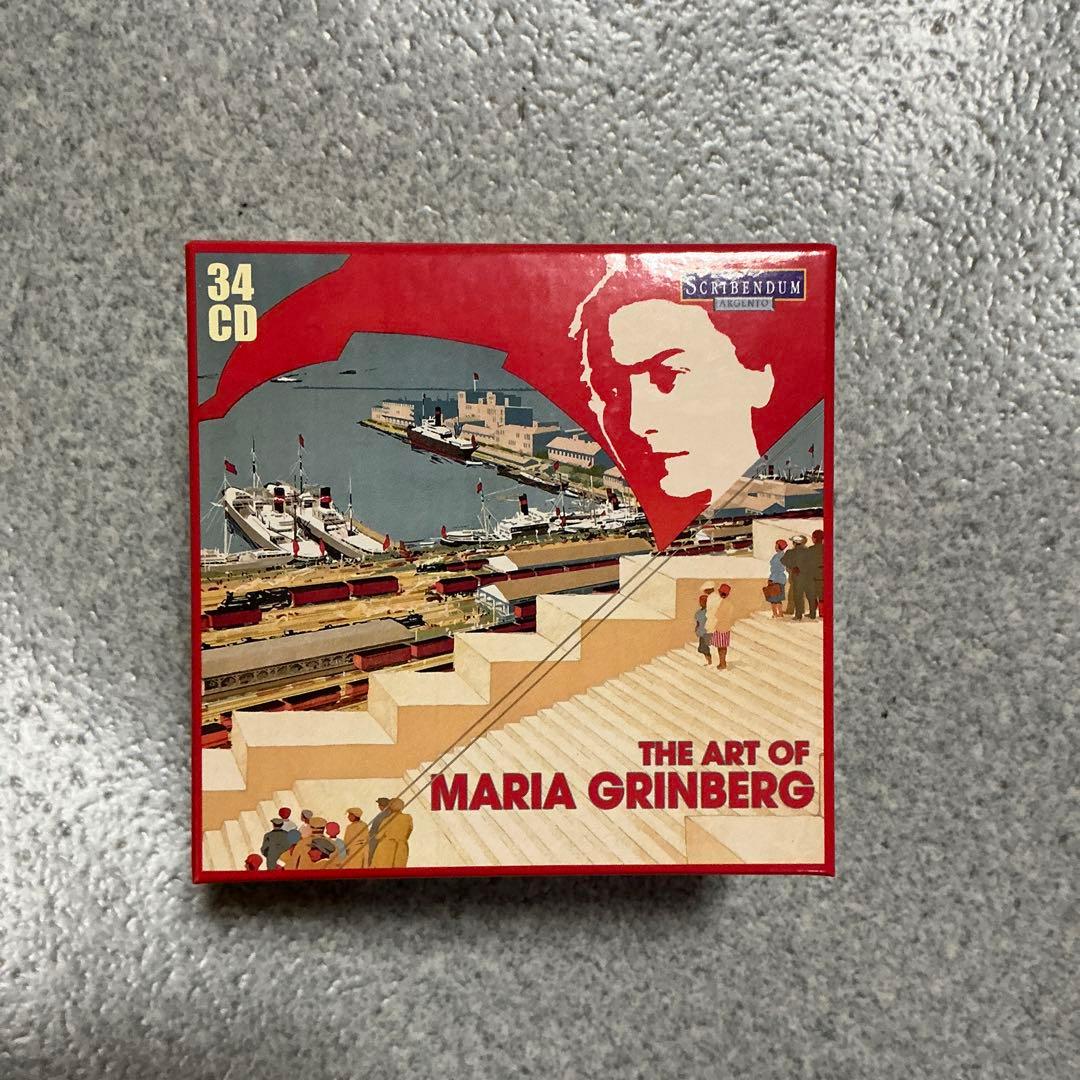 34
CD
SCRIBENDUM
ARGENTO
THE ART OF
MARIA GRINBERG